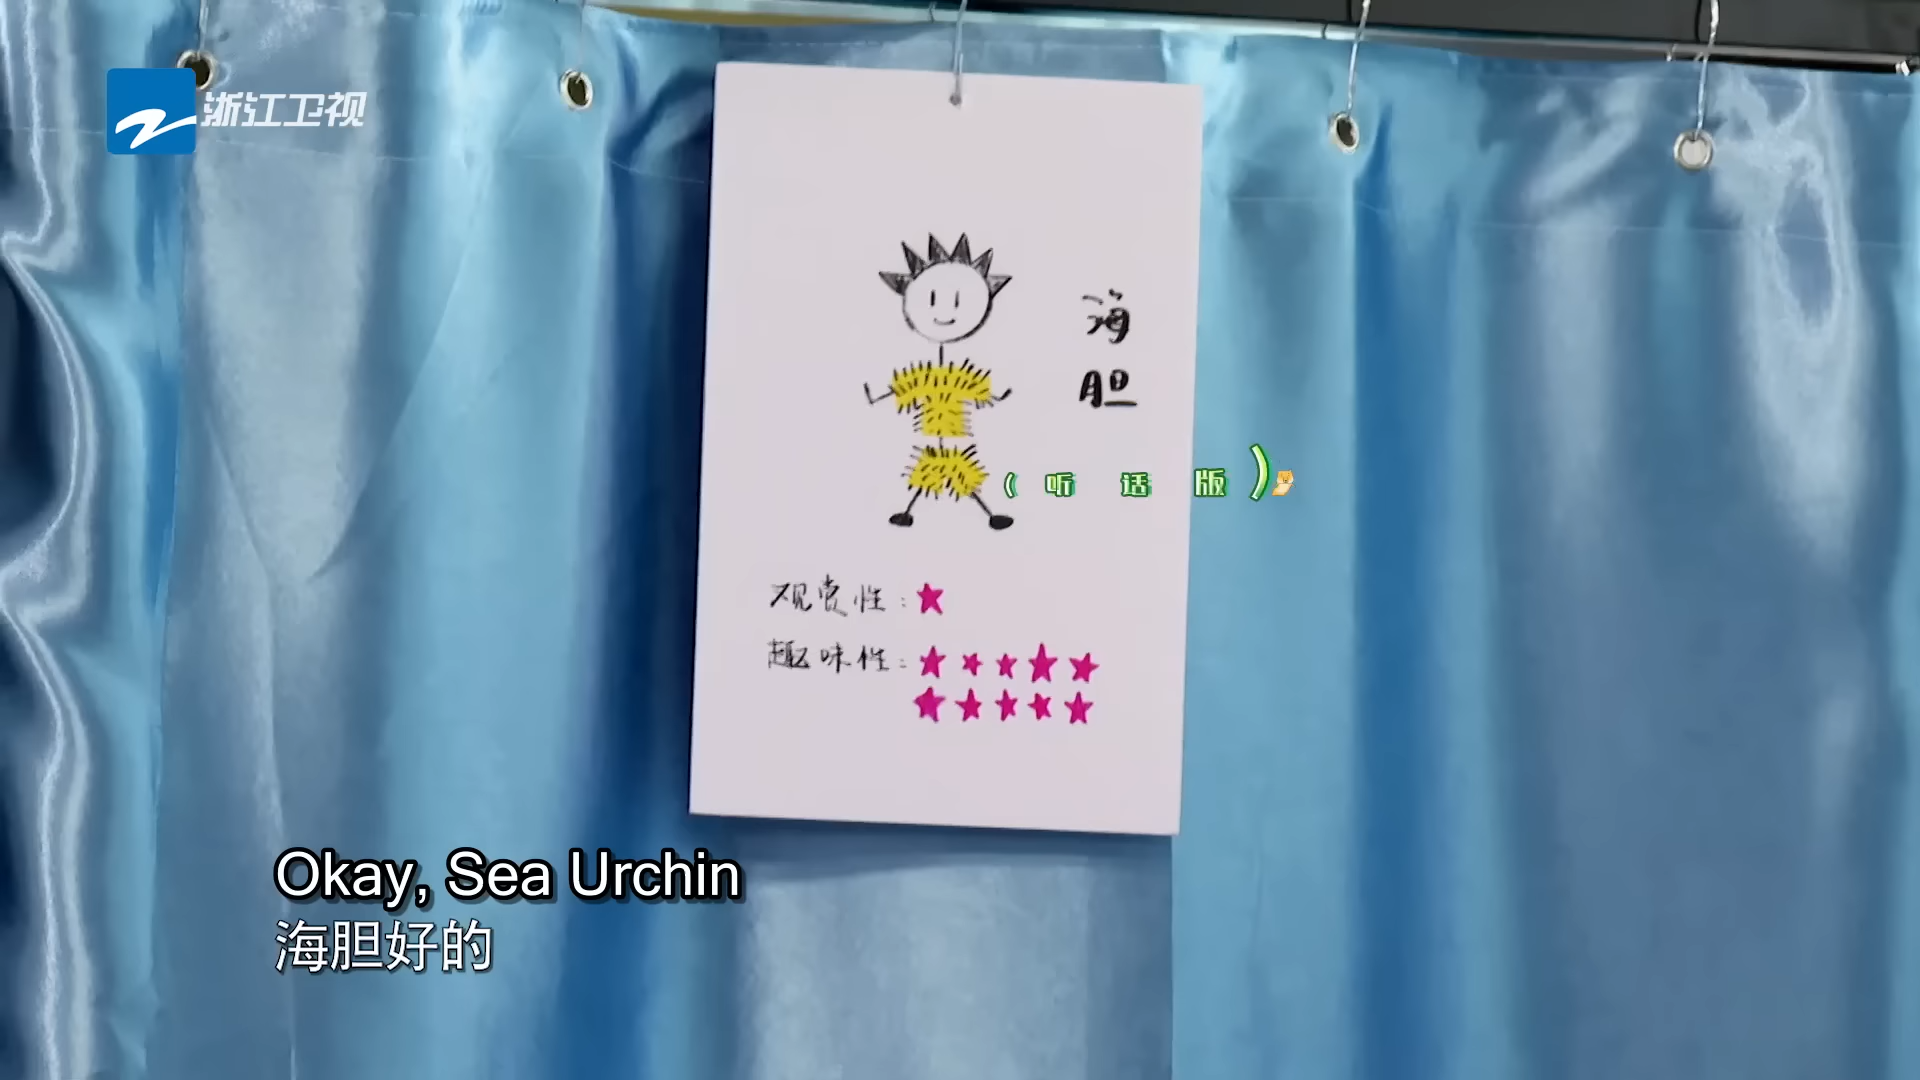 浙江卫视
海
胆
(听话版)
观赏性:★
趣味性:★★★★★
★★★★★
Okay, Sea Urchin
海胆好的